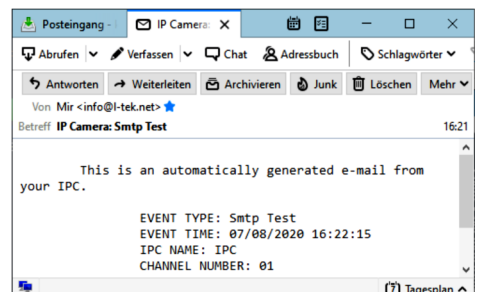 Posteingang -
IP Camera:
Abrufen Verfassen Chat Adressbuch Schlagwörter
Antworten Weiterleiten Archivieren Junk Löschen Mehr
Von Mir <info@l-tek.net>
Betreff IP Camera: Smtp Test 16:21
This is an automatically generated e-mail from
your IPC.
EVENT TYPE: Smtp Test
EVENT TIME: 07/08/2020 16:22:15
IPC NAME: IPC
CHANNEL NUMBER: 01
7 Tagesplan